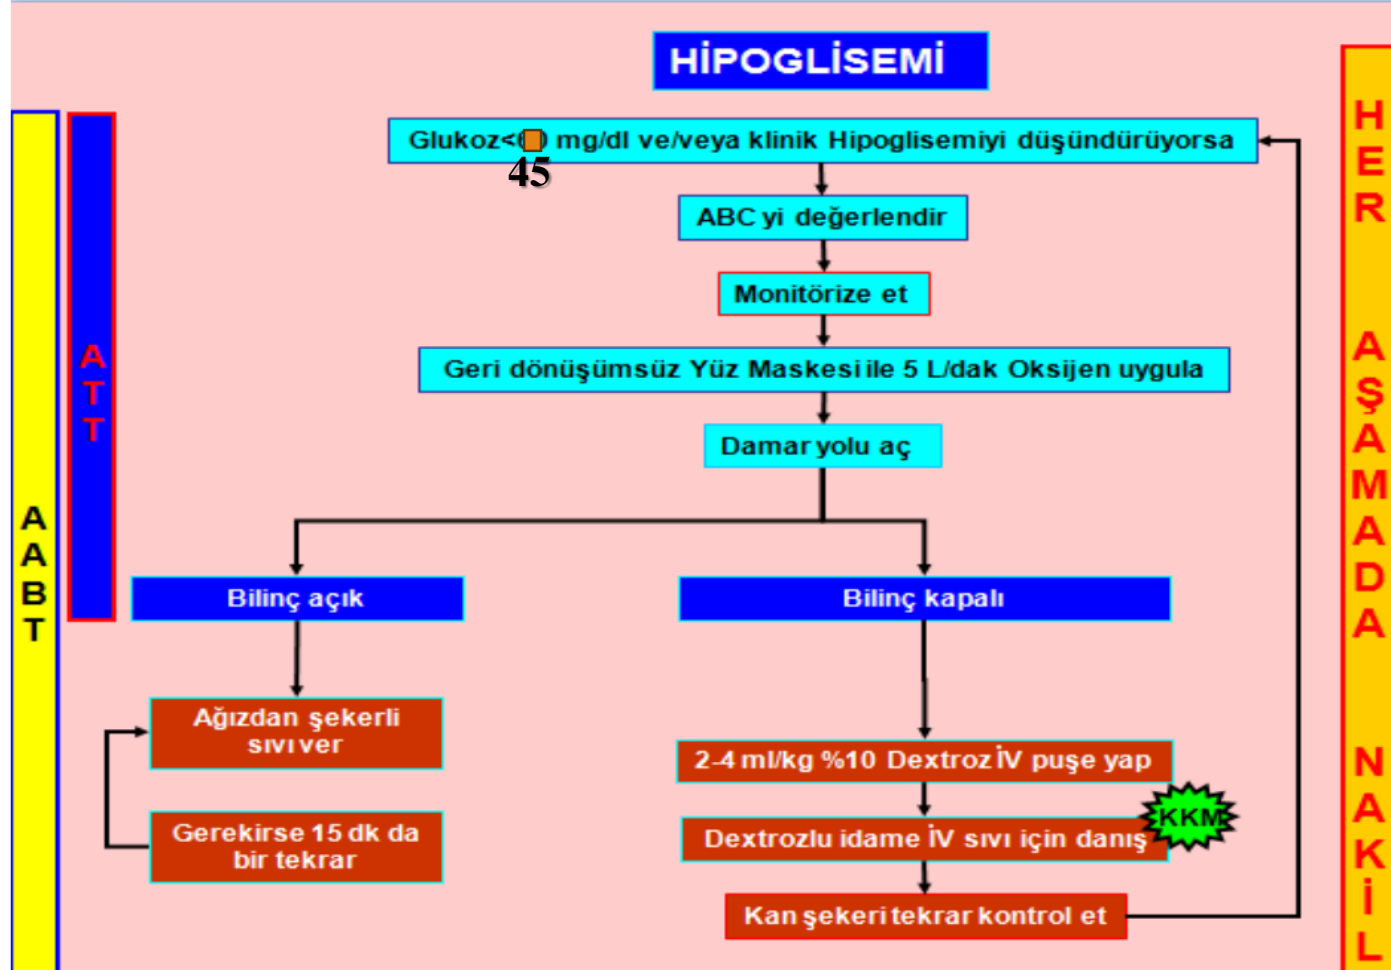 HİPOGLİSEMİ
Glukoz< mg/dl ve/veya klinik Hipoglisemiyi düşündürüyorsa
45
ABC yi değerlendir
Monitörize et
Geri dönüşümsüz Yüz Maskesi ile 5 L/dak Oksijen uygula
Damar yolu aç
Bilinç açık
Bilinç kapalı
Ağızdan şekerli
sıvı ver
Gerekirse 15 dk da
bir tekrar
2-4 ml/kg %10 Dextroz İV puşe yap
Dextrozlu idame İV sıvı için danış
KKM
Kan şekeri tekrar kontrol et
AABT
ATT
HER AŞAMADA NAKİL